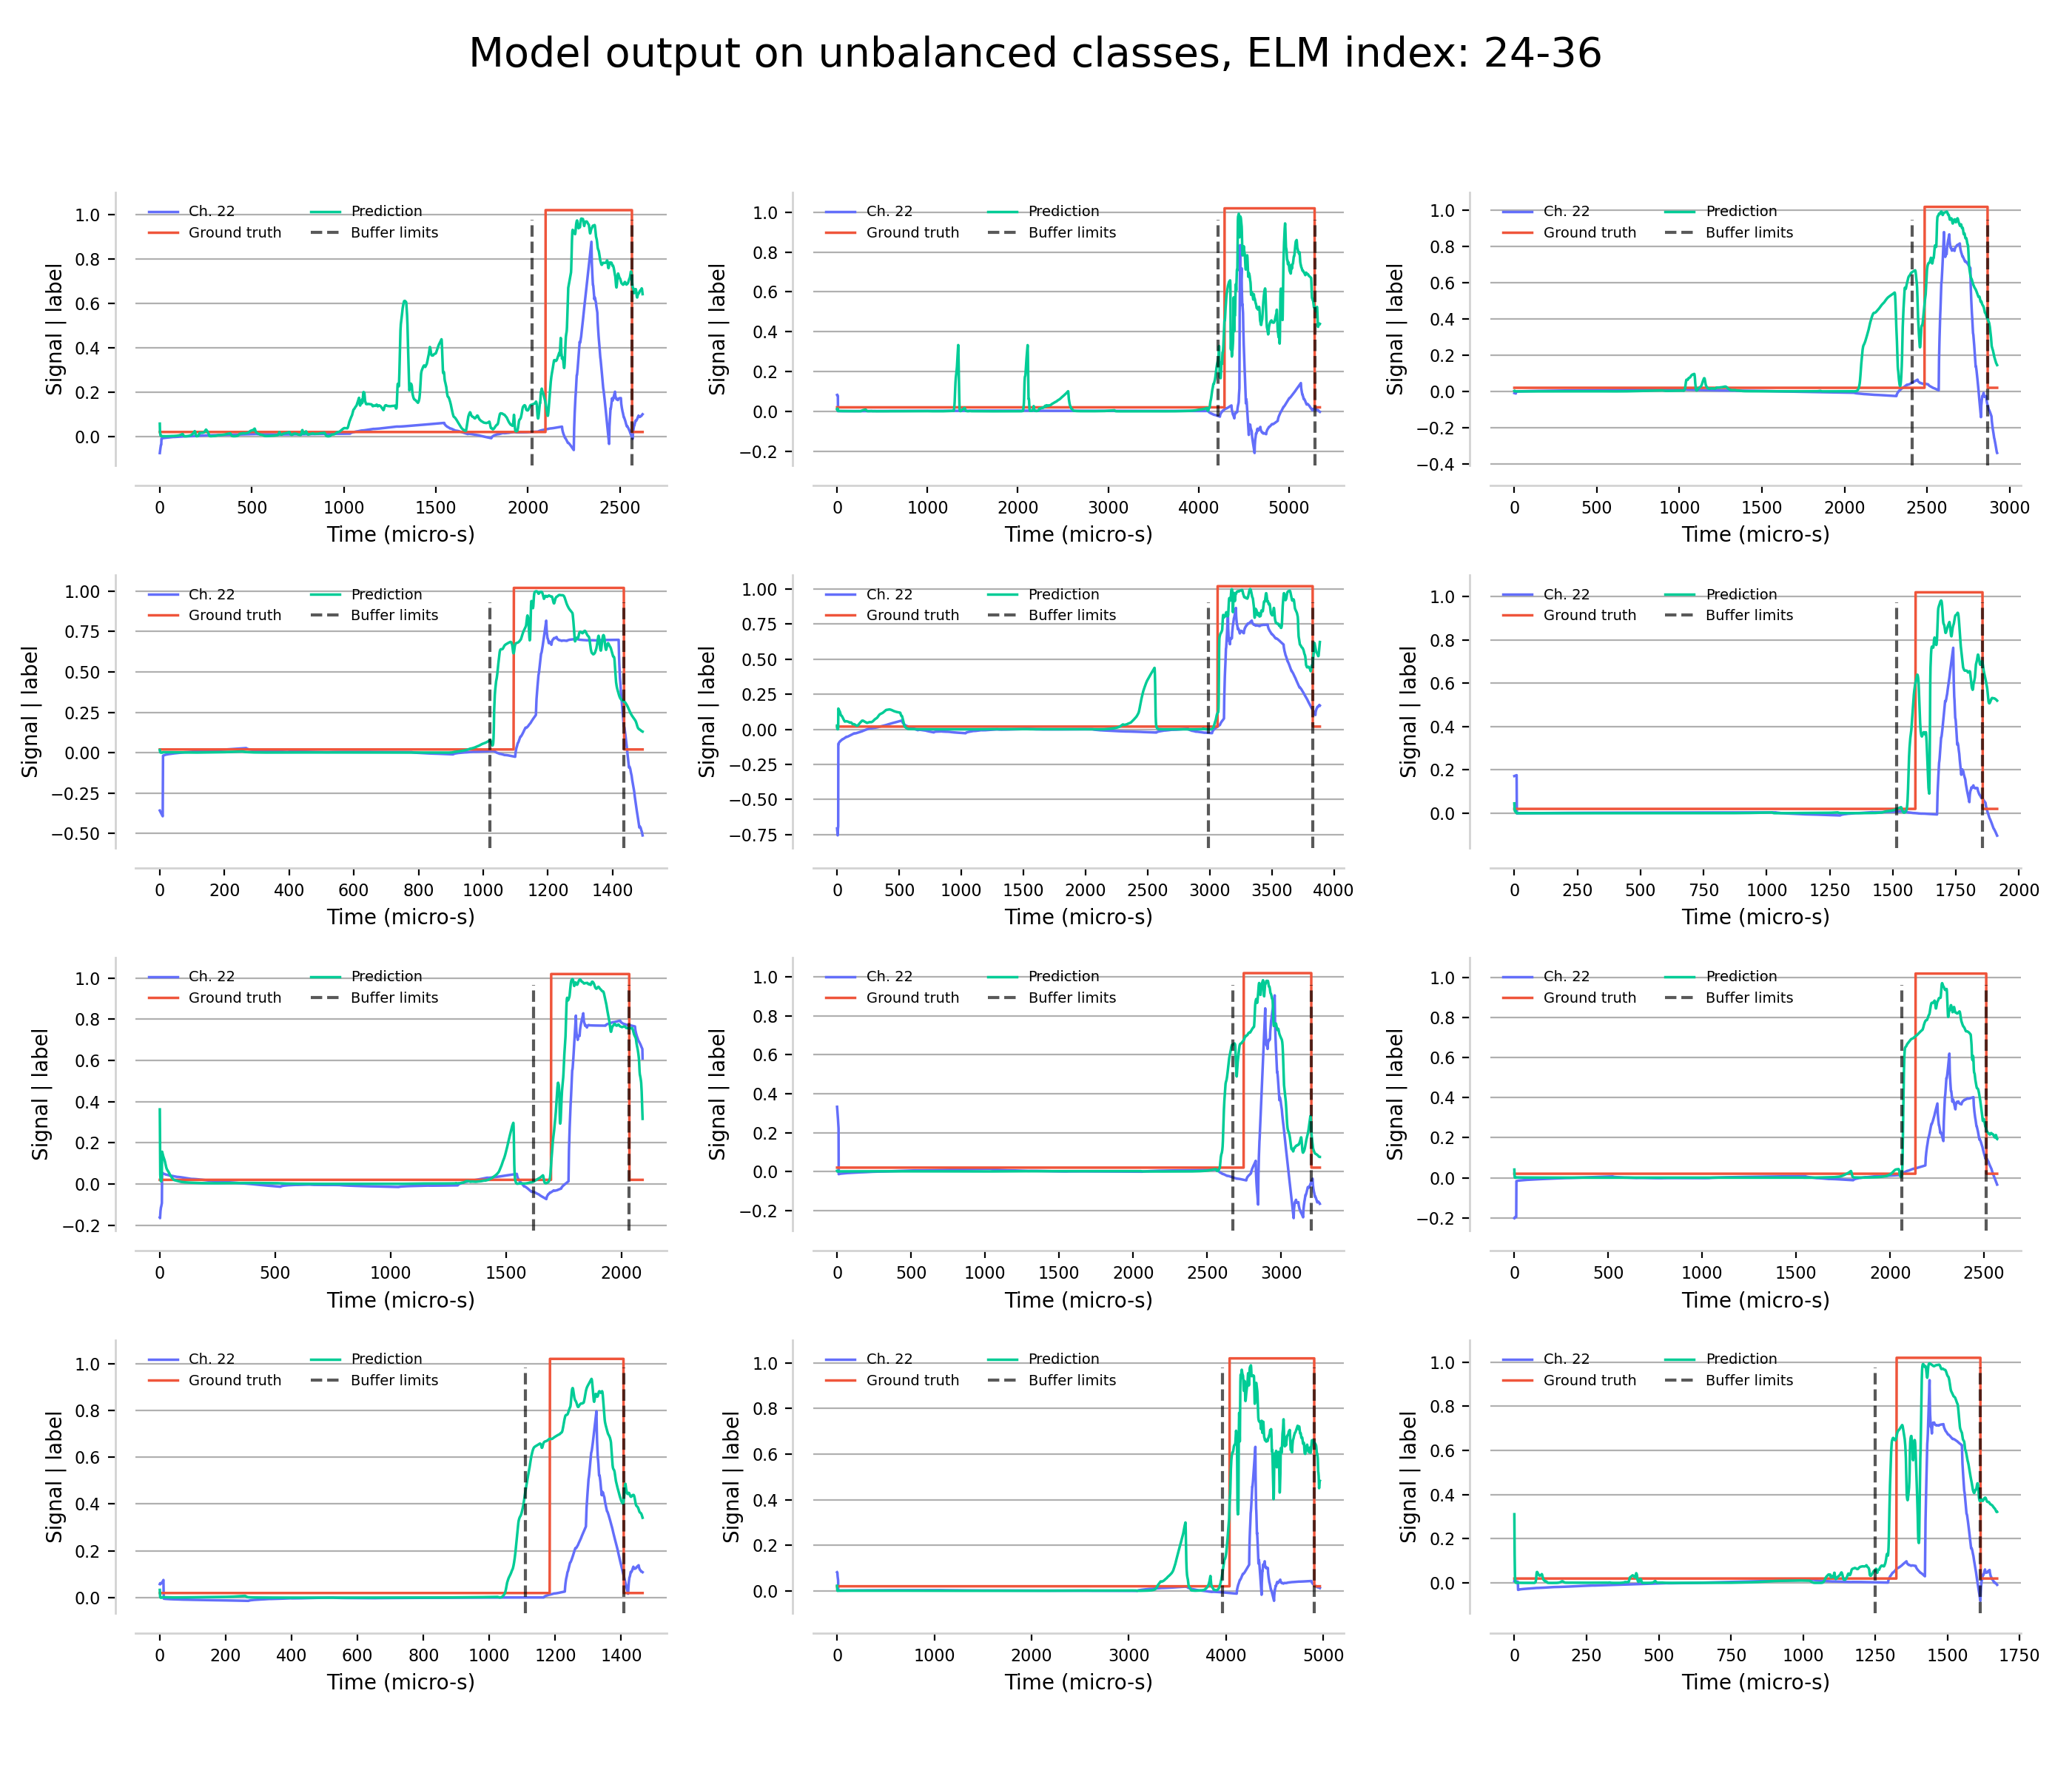 Model output on unbalanced classes, ELM index: 24-36
Ch. 22 Prediction
Ground truth Buffer limits
Signal | label
1.0
0.8
0.6
0.4
0.2
0.0
0 500 1000 1500 2000 2500
Time (micro-s)
Ch. 22 Prediction
Ground truth Buffer limits
Signal | label
1.0
0.8
0.6
0.4
0.2
0.0
−0.2
0 1000 2000 3000 4000 5000
Time (micro-s)
Ch. 22 Prediction
Ground truth Buffer limits
Signal | label
1.0
0.8
0.6
0.4
0.2
0.0
−0.2
−0.4
0 500 1000 1500 2000 2500 3000
Time (micro-s)
Ch. 22 Prediction
Ground truth Buffer limits
Signal | label
1.00
0.75
0.50
0.25
0.00
−0.25
−0.50
0 200 400 600 800 1000 1200 1400
Time (micro-s)
Ch. 22 Prediction
Ground truth Buffer limits
Signal | label
1.00
0.75
0.50
0.25
0.00
−0.25
−0.50
−0.75
0 500 1000 1500 2000 2500 3000 3500 4000
Time (micro-s)
Ch. 22 Prediction
Ground truth Buffer limits
Signal | label
1.0
0.8
0.6
0.4
0.2
0.0
0 250 500 750 1000 1250 1500 1750 2000
Time (micro-s)
Ch. 22 Prediction
Ground truth Buffer limits
Signal | label
1.0
0.8
0.6
0.4
0.2
0.0
−0.2
0 500 1000 1500 2000
Time (micro-s)
Ch. 22 Prediction
Ground truth Buffer limits
Signal | label
1.0
0.8
0.6
0.4
0.2
0.0
−0.2
0 500 1000 1500 2000 2500 3000
Time (micro-s)
Ch. 22 Prediction
Ground truth Buffer limits
Signal | label
1.0
0.8
0.6
0.4
0.2
0.0
−0.2
0 500 1000 1500 2000 2500
Time (micro-s)
Ch. 22 Prediction
Ground truth Buffer limits
Signal | label
1.0
0.8
0.6
0.4
0.2
0.0
0 200 400 600 800 1000 1200 1400
Time (micro-s)
Ch. 22 Prediction
Ground truth Buffer limits
Signal | label
1.0
0.8
0.6
0.4
0.2
0.0
0 1000 2000 3000 4000 5000
Time (micro-s)
Ch. 22 Prediction
Ground truth Buffer limits
Signal | label
1.0
0.8
0.6
0.4
0.2
0.0
0 250 500 750 1000 1250 1500 1750
Time (micro-s)